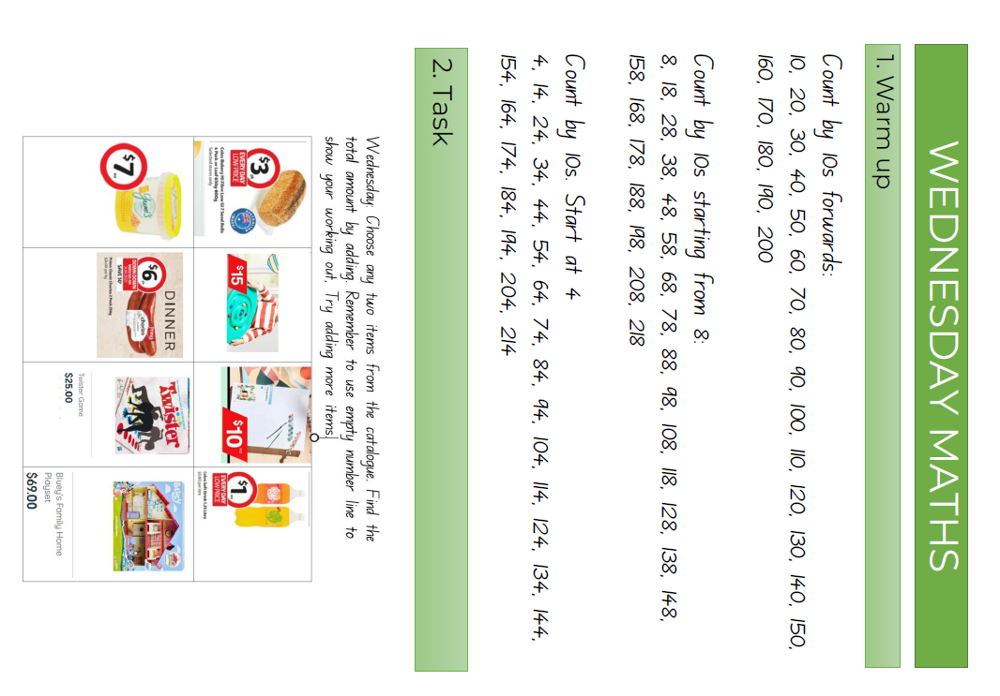 WEDNESDAY MATHS
1. Warm up
Count by 10s forwards:
10, 20, 30, 40, 50, 60, 70, 80, 90, 100, 110, 120, 130, 140, 150,
160, 170, 180, 190, 200
Count by 10s starting from 8:
8, 18, 28, 38, 48, 58, 68, 78, 88, 98, 108, 118, 128, 138, 148,
158, 168, 178, 188, 198, 208, 218
Count by 10s. Start at 4
4, 14, 24, 34, 44, 54, 64, 74, 84, 94, 104, 114, 124, 134, 144,
154, 164, 174, 184, 194, 204, 214
2. Task
Wednesday: Choose any two items from the catalogue. Find the
total amount by adding. Remember to use empty number line to
show your working out. Try adding more items.
$3
EVERY DAY
LOW PRICE
$15
$10
$1
EVERY DAY
LOW PRICE
Coles Soft Drink 1.25 Litre
$7
$6
DOWN DOWN
SAVE
DINNER
chorizo
Twister
Twister Game
$25.00
BLUEY
Bluey's Family Home
Playset
$69.00